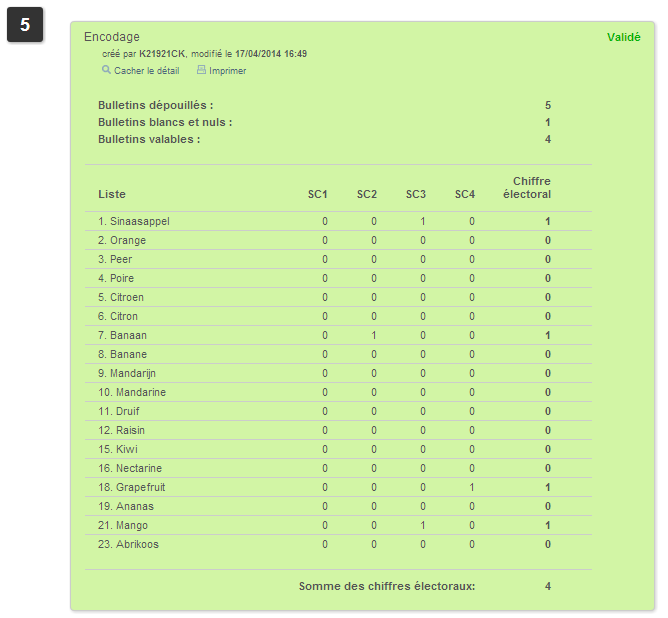 5
Encodage Validé
créé par K21921CK, modifié le 17/04/2014 16:49
Cacher le détail Imprimer
Bulletins dépouillés : 5
Bulletins blancs et nuls : 1
Bulletins valables : 4
Liste SC1 SC2 SC3 SC4 Chiffre électoral
1. Sinaasappel 0 0 1 0 1
2. Orange 0 0 0 0 0
3. Peer 0 0 0 0 0
4. Poire 0 0 0 0 0
5. Citroen 0 0 0 0 0
6. Citron 0 0 0 0 0
7. Banaan 0 1 0 0 1
8. Banane 0 0 0 0 0
9. Mandarijn 0 0 0 0 0
10. Mandarine 0 0 0 0 0
11. Druif 0 0 0 0 0
12. Raisin 0 0 0 0 0
15. Kiwi 0 0 0 0 0
16. Nectarine 0 0 0 0 0
18. Grapefruit 0 0 0 1 1
19. Ananas 0 0 0 0 0
21. Mango 0 0 1 0 1
23. Abrikoos 0 0 0 0 0
Somme des chiffres électoraux: 4